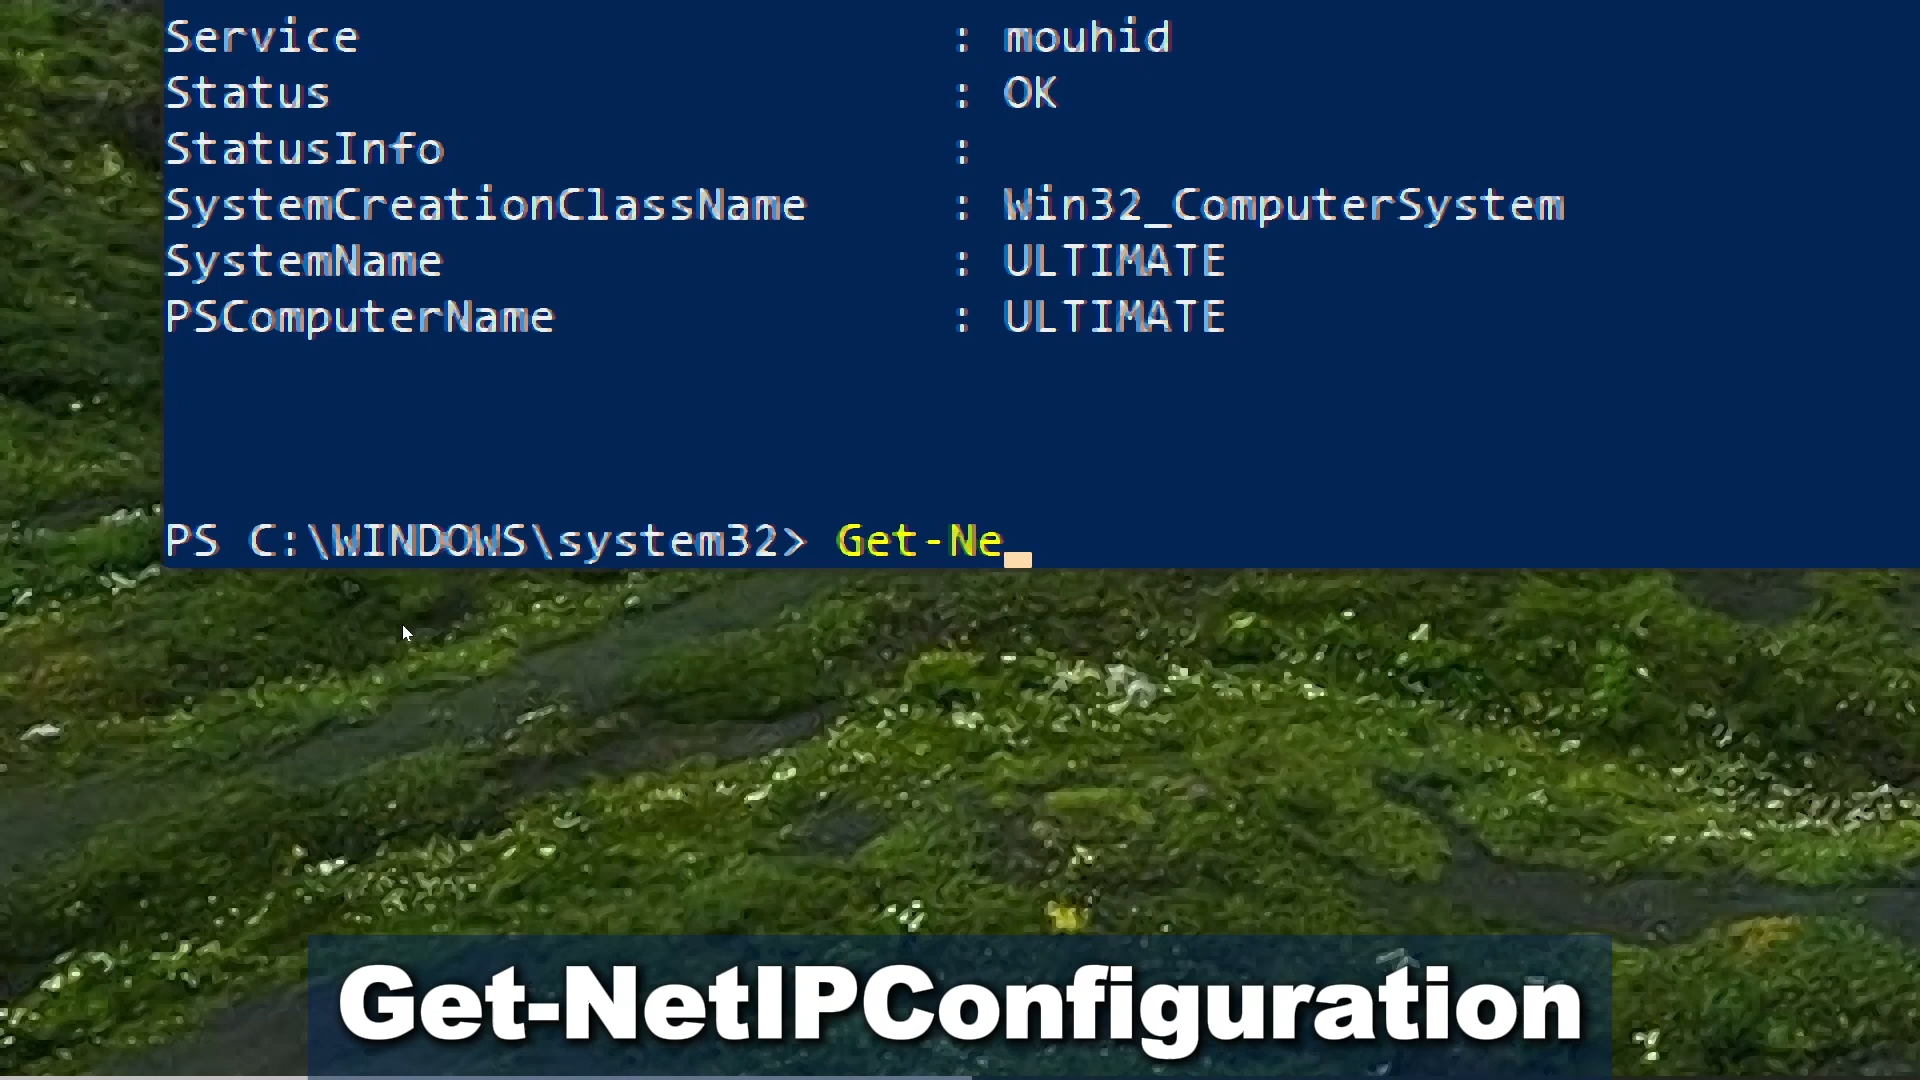 Service : mouhid
Status : OK
StatusInfo :
SystemCreationClassName : Win32_ComputerSystem
SystemName : ULTIMATE
PSComputerName : ULTIMATE
PS C:\WINDOWS\system32> Get-Ne
Get-NetIPConfiguration